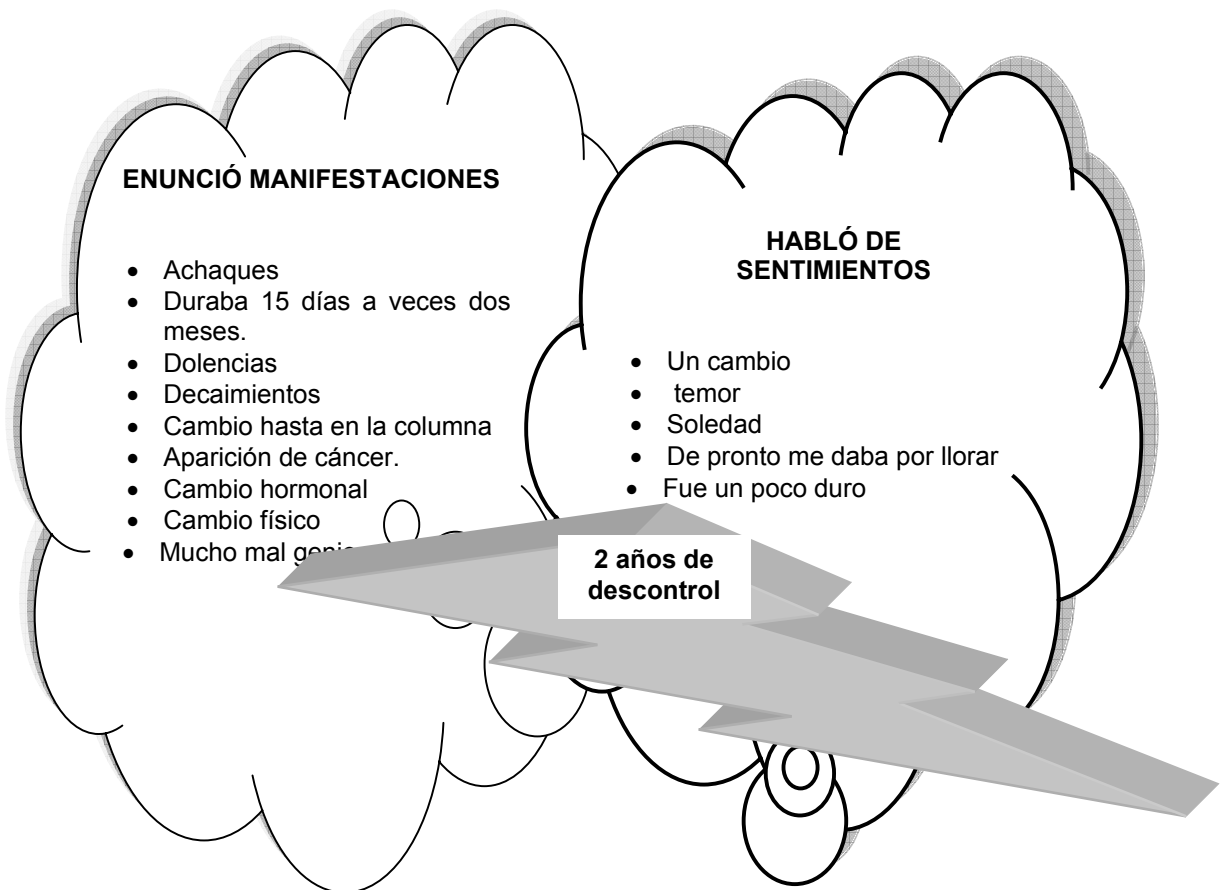 ENUNCIÓ MANIFESTACIONES
• Achaques
• Duraba 15 días a veces dos
meses.
• Dolencias
• Decaimientos
• Cambio hasta en la columna
• Aparición de cáncer.
• Cambio hormonal
• Cambio físico
• Mucho mal genio
HABLÓ DE
SENTIMIENTOS
• Un cambio
• temor
• Soledad
• De pronto me daba por llorar
• Fue un poco duro
2 años de
descontrol